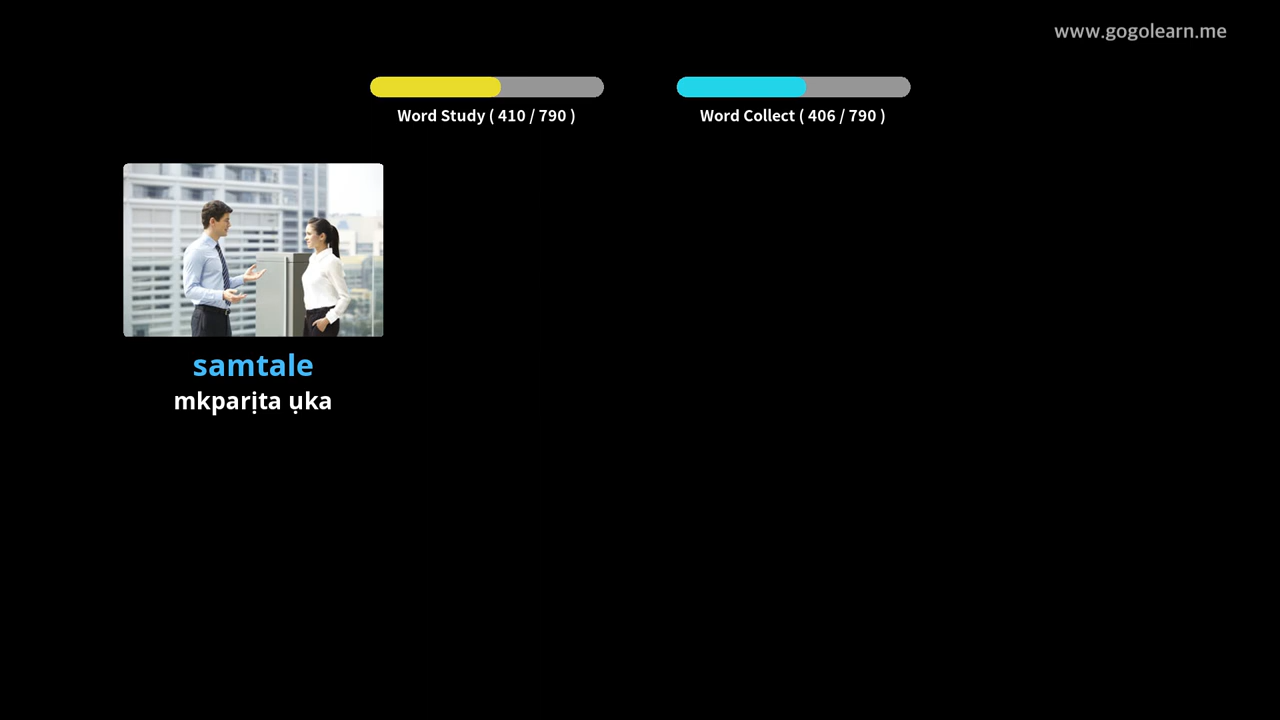 www.gogolearn.me
Word Study ( 410 / 790 )
Word Collect ( 406 / 790 )
samtale
mkparịta ụka